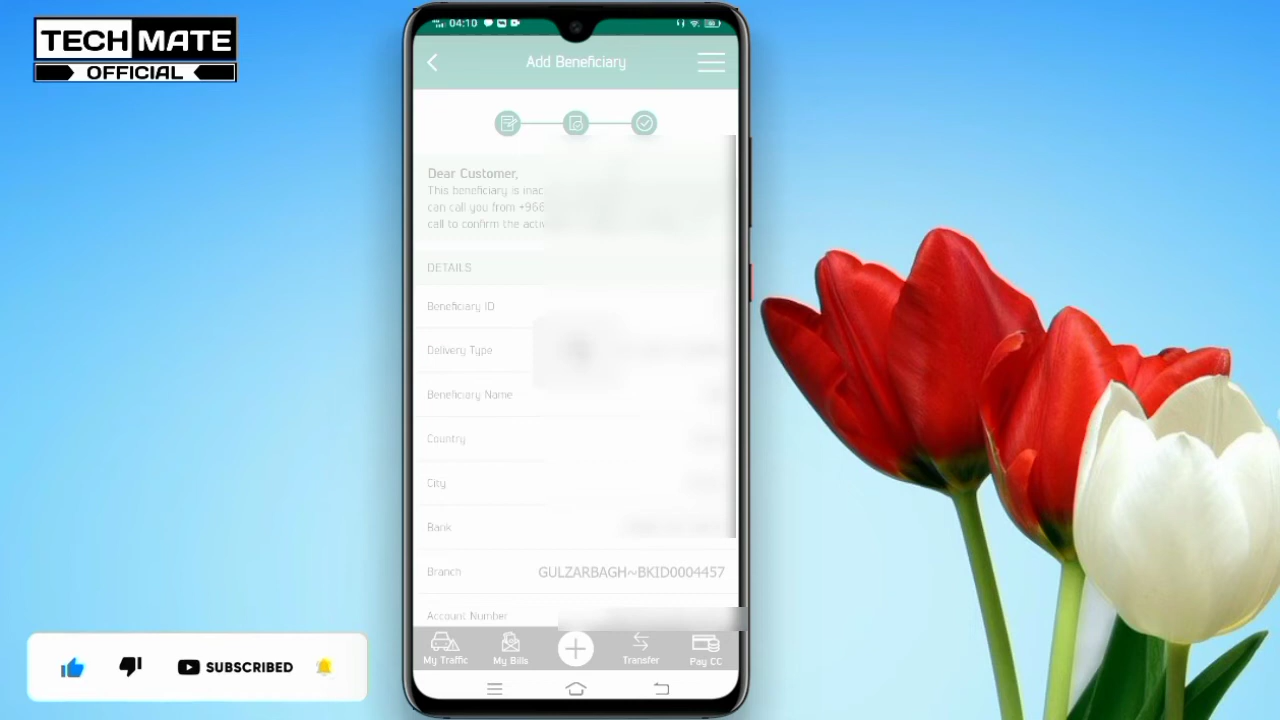 TECH MATE
OFFICIAL
04:10
Add Beneficiary
Dear Customer,
This beneficiary is inac
can call you from +966
call to confirm the activ
DETAILS
Beneficiary ID
Delivery Type
Beneficiary Name
Country
City
Bank
Branch GULZARBAGH~BKID0004457
Account Number
My Traffic My Bills Transfer Pay CC
SUBSCRIBED